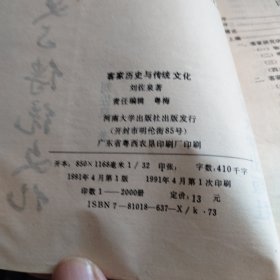 客家历史与传统文化
刘佐泉著
责任编辑 粤梅
河南大学出版社出版发行
(开封市明伦街85号)
广东省粤西农垦印刷厂印刷
开本:850×1168毫米1/32 印张: 字数:410千字
1991年4月第1版 1991年4月第1次印刷
印数1—2000册 定价:13元
ISBN7-81018-637-X/K·73